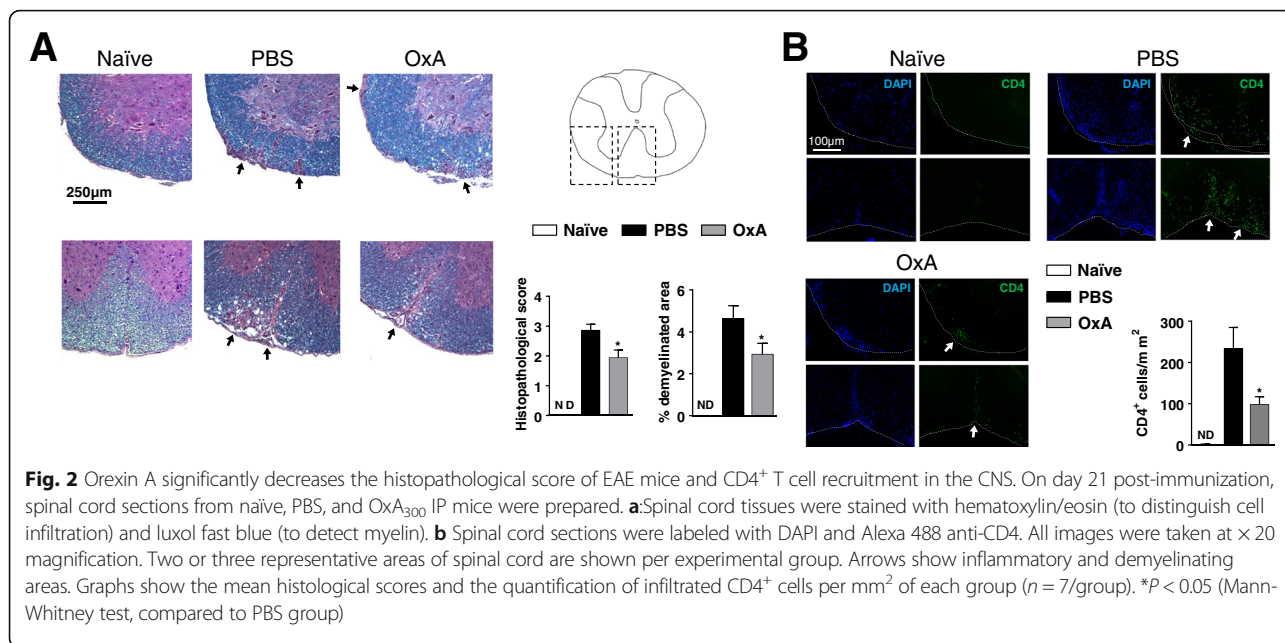 A
Naïve
PBS
OxA
250µm
Naïve PBS OxA
Histopathological score
4
3
2
1
0
N D
*
% demyelinated area
6
4
2
0
ND
*
B
Naïve
PBS
DAPI
CD4
DAPI
CD4
100µm
OxA
DAPI
CD4
Naïve
PBS
OxA
CD4⁺ cells/m m²
300
200
100
0
ND
*
Fig. 2 Orexin A significantly decreases the histopathological score of EAE mice and CD4⁺ T cell recruitment in the CNS. On day 21 post-immunization,
spinal cord sections from naïve, PBS, and OxA₃₀₀ IP mice were prepared. a:Spinal cord tissues were stained with hematoxylin/eosin (to distinguish cell
infiltration) and luxol fast blue (to detect myelin). b Spinal cord sections were labeled with DAPI and Alexa 488 anti-CD4. All images were taken at × 20
magnification. Two or three representative areas of spinal cord are shown per experimental group. Arrows show inflammatory and demyelinating
areas. Graphs show the mean histological scores and the quantification of infiltrated CD4⁺ cells per mm² of each group (n = 7/group). *P < 0.05 (Mann-
Whitney test, compared to PBS group)